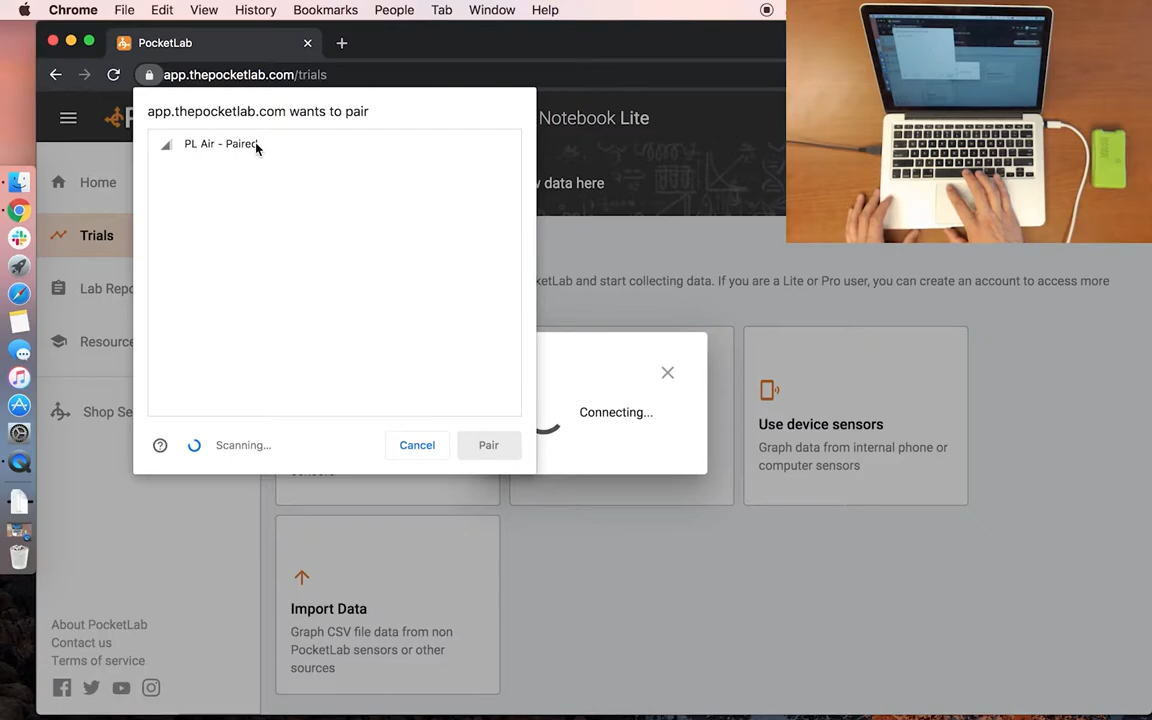 Chrome File Edit View History Bookmarks People Tab Window Help
PocketLab
app.thepocketlab.com/trials
app.thepocketlab.com wants to pair
PL Air - Paired
Notebook Lite
w data here
Home
Trials
Lab Repo
Resource
Shop Se
ketLab and start collecting data. If you are a Lite or Pro user, you can create an account to access more
Connecting...
Scanning...
Cancel
Pair
Use device sensors
Graph data from internal phone or
computer sensors
Import Data
Graph CSV file data from non
PocketLab sensors or other
sources
About PocketLab
Contact us
Terms of service